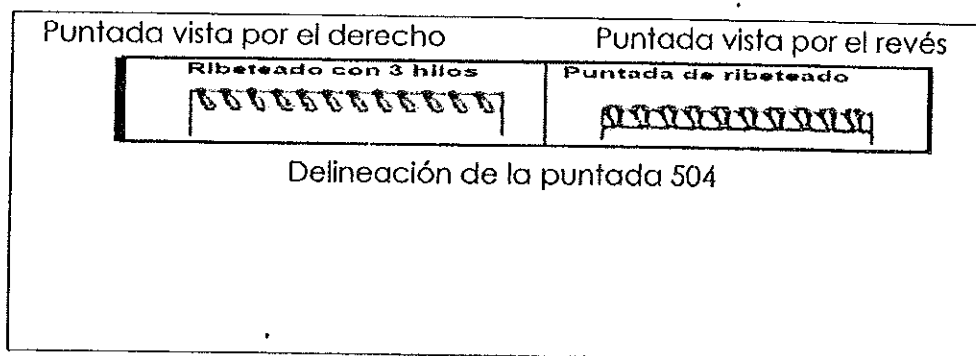 Puntada vista por el derecho Puntada vista por el revés
Ribeteado con 3 hilos Puntada de ribeteado
Delineación de la puntada 504